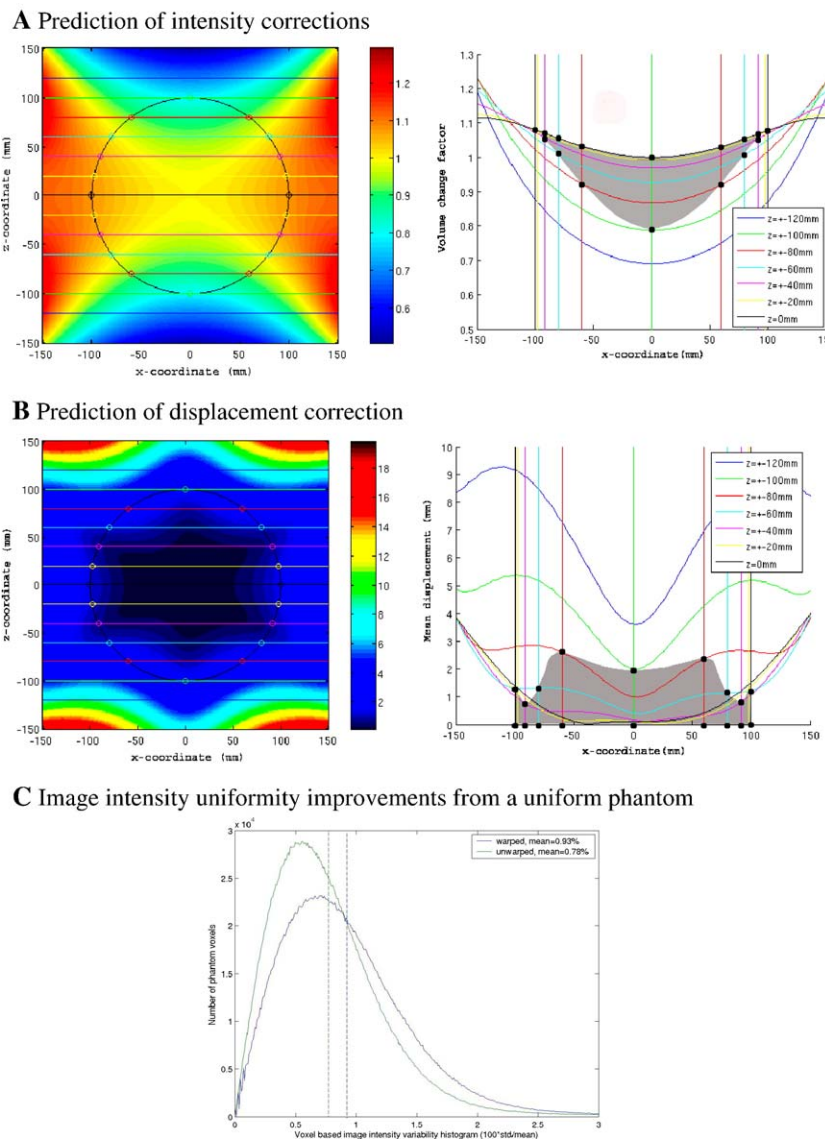 A Prediction of intensity corrections
150
100
50
0
-50
-100
-150
z-coordinate (mm)
-150 -100 -50 0 50 100 150
x-coordinate (mm)
1.2
1.1
1
0.9
0.8
0.7
0.6
1.3
1.2
1.1
1
0.9
0.8
0.7
0.6
0.5
Volume change factor
-150 -100 -50 0 50 100 150
x-coordinate(mm)
z=+-120mm
z=+-100mm
z=+-80mm
z=+-60mm
z=+-40mm
z=+-20mm
z=0mm
B Prediction of displacement correction
150
100
50
0
-50
-100
-150
z-coordinate (mm)
-150 -100 -50 0 50 100 150
x-coordinate (mm)
18
16
14
12
10
8
6
4
2
10
9
8
7
6
5
4
3
2
1
0
Mean displacement (mm)
-150 -100 -50 0 50 100 150
x-coordinate(mm)
z=+-120mm
z=+-100mm
z=+-80mm
z=+-60mm
z=+-40mm
z=+-20mm
z=0mm
C Image intensity uniformity improvements from a uniform phantom
x 10
3
2.5
2
1.5
1
0.5
0
Number of phantom voxels
0 0.5 1 1.5 2 2.5 3
Voxel based image intensity variability histogram (100*std/mean)
warped, mean=0.93%
unwarped, mean=0.78%